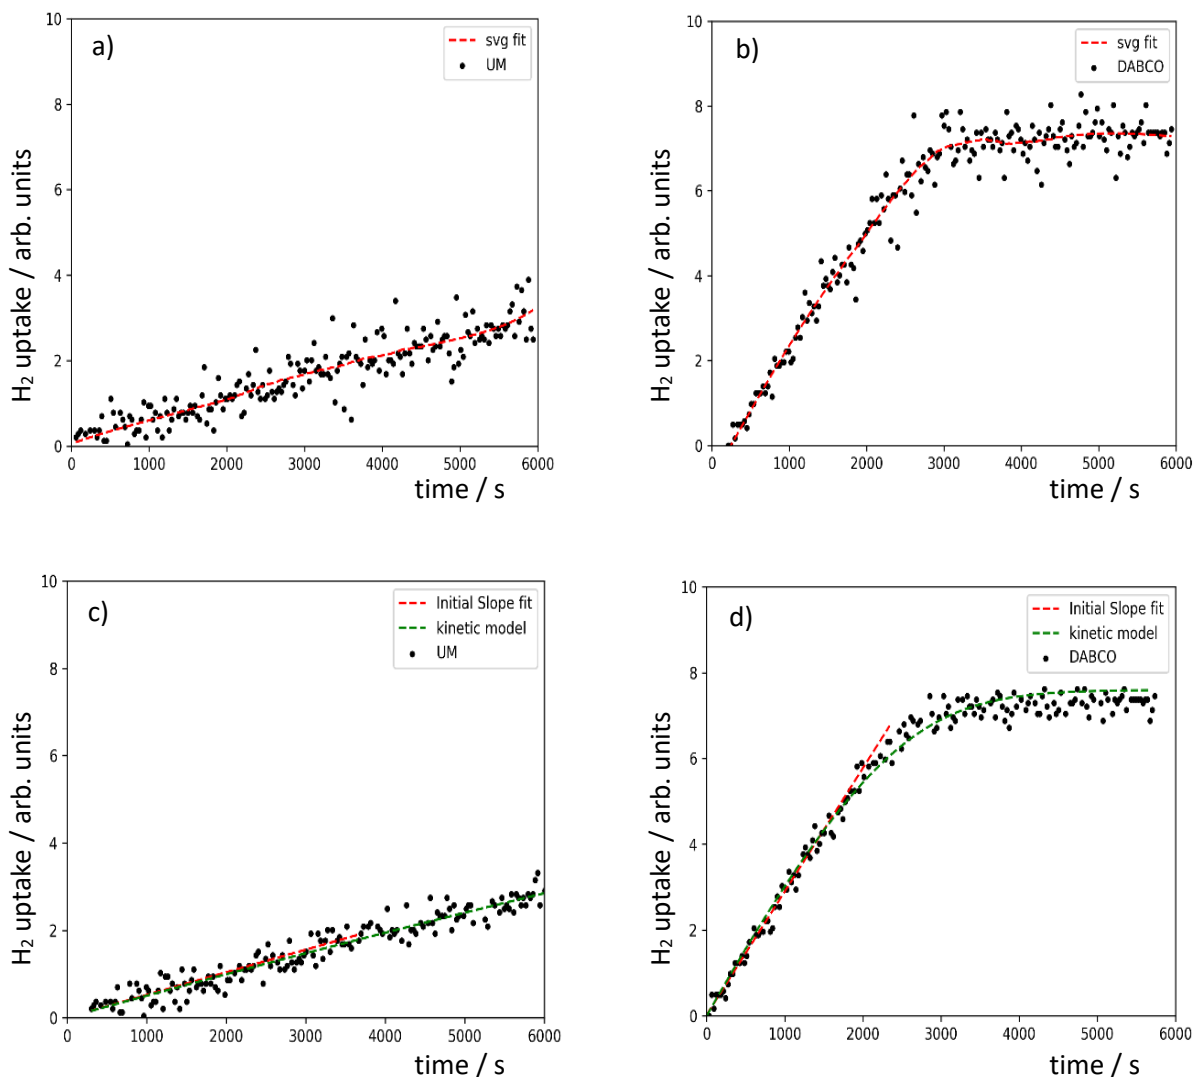 a)
svg fit
UM
10
8
6
4
2
0
H₂ uptake / arb. units
0 1000 2000 3000 4000 5000 6000
time / s
b)
svg fit
DABCO
10
8
6
4
2
0
H₂ uptake / arb. units
0 1000 2000 3000 4000 5000 6000
time / s
c)
Initial Slope fit
kinetic model
UM
10
8
6
4
2
0
H₂ uptake / arb. units
0 1000 2000 3000 4000 5000 6000
time / s
d)
Initial Slope fit
kinetic model
DABCO
10
8
6
4
2
0
H₂ uptake / arb. units
0 1000 2000 3000 4000 5000 6000
time / s